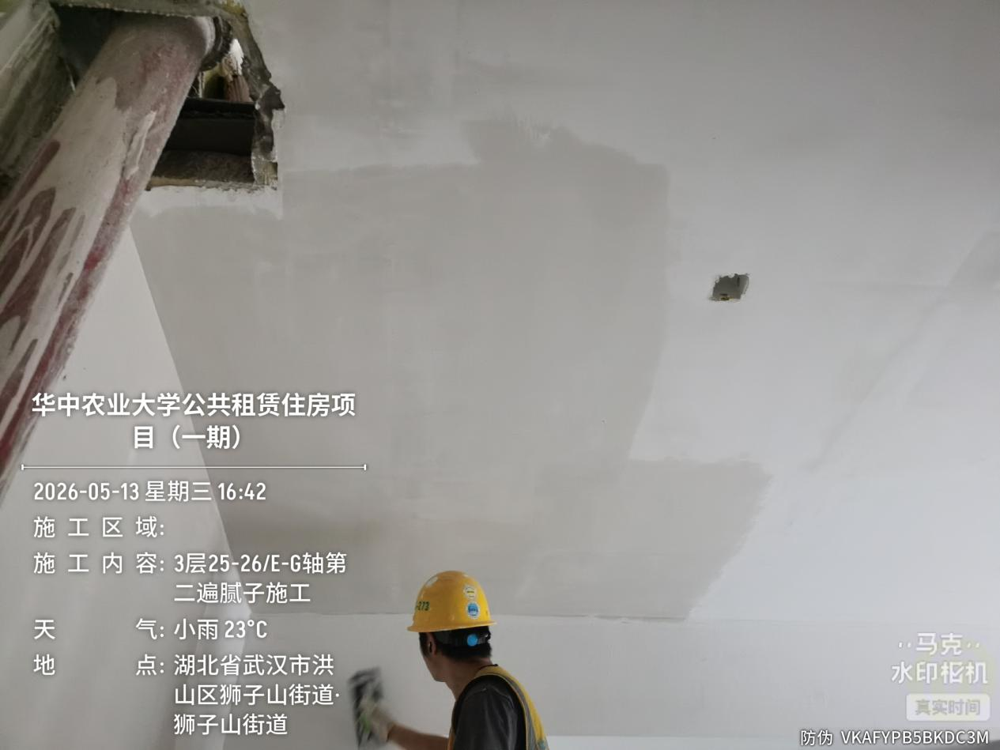 华中农业大学公共租赁住房项
目（一期）
2026-05-13 星期三 16:42
施工区域:
施工内容: 3层25-26/E-G轴第
二遍腻子施工
天气: 小雨 23°C
地点: 湖北省武汉市洪
山区狮子山街道·
狮子山街道
-273
马克
水印相机
真实时间
防伪 VKAFYPB5BKDC3M